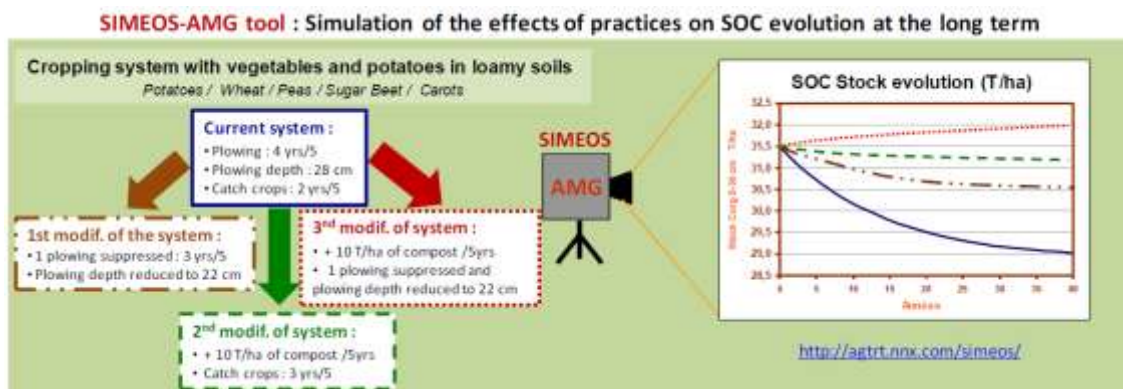 SIMEOS-AMG tool : Simulation of the effects of practices on SOC evolution at the long term
Cropping system with vegetables and potatoes in loamy soils
Potatoes / Wheat / Peas / Sugar Beet / Carots
Current system :
• Plowing : 4 yrs/5
• Plowing depth : 28 cm
• Catch crops : 2 yrs/5
1st modif. of the system :
• 1 plowing suppressed : 3 yrs/5
• Plowing depth reduced to 22 cm
3nd modif. of system :
• + 10 T/ha of compost /5yrs
• 1 plowing suppressed and
plowing depth reduced to 22 cm
2nd modif. of system :
• + 10 T/ha of compost /5yrs
• Catch crops : 3 yrs/5
SIMEOS
AMG
SOC Stock evolution (T/ha)
32,5
32,0
31,5
31,0
30,5
30,0
29,5
29,0
28,5
0 5 10 15 20 25 30 35 40
http://agtrt.nnx.com/simeos/